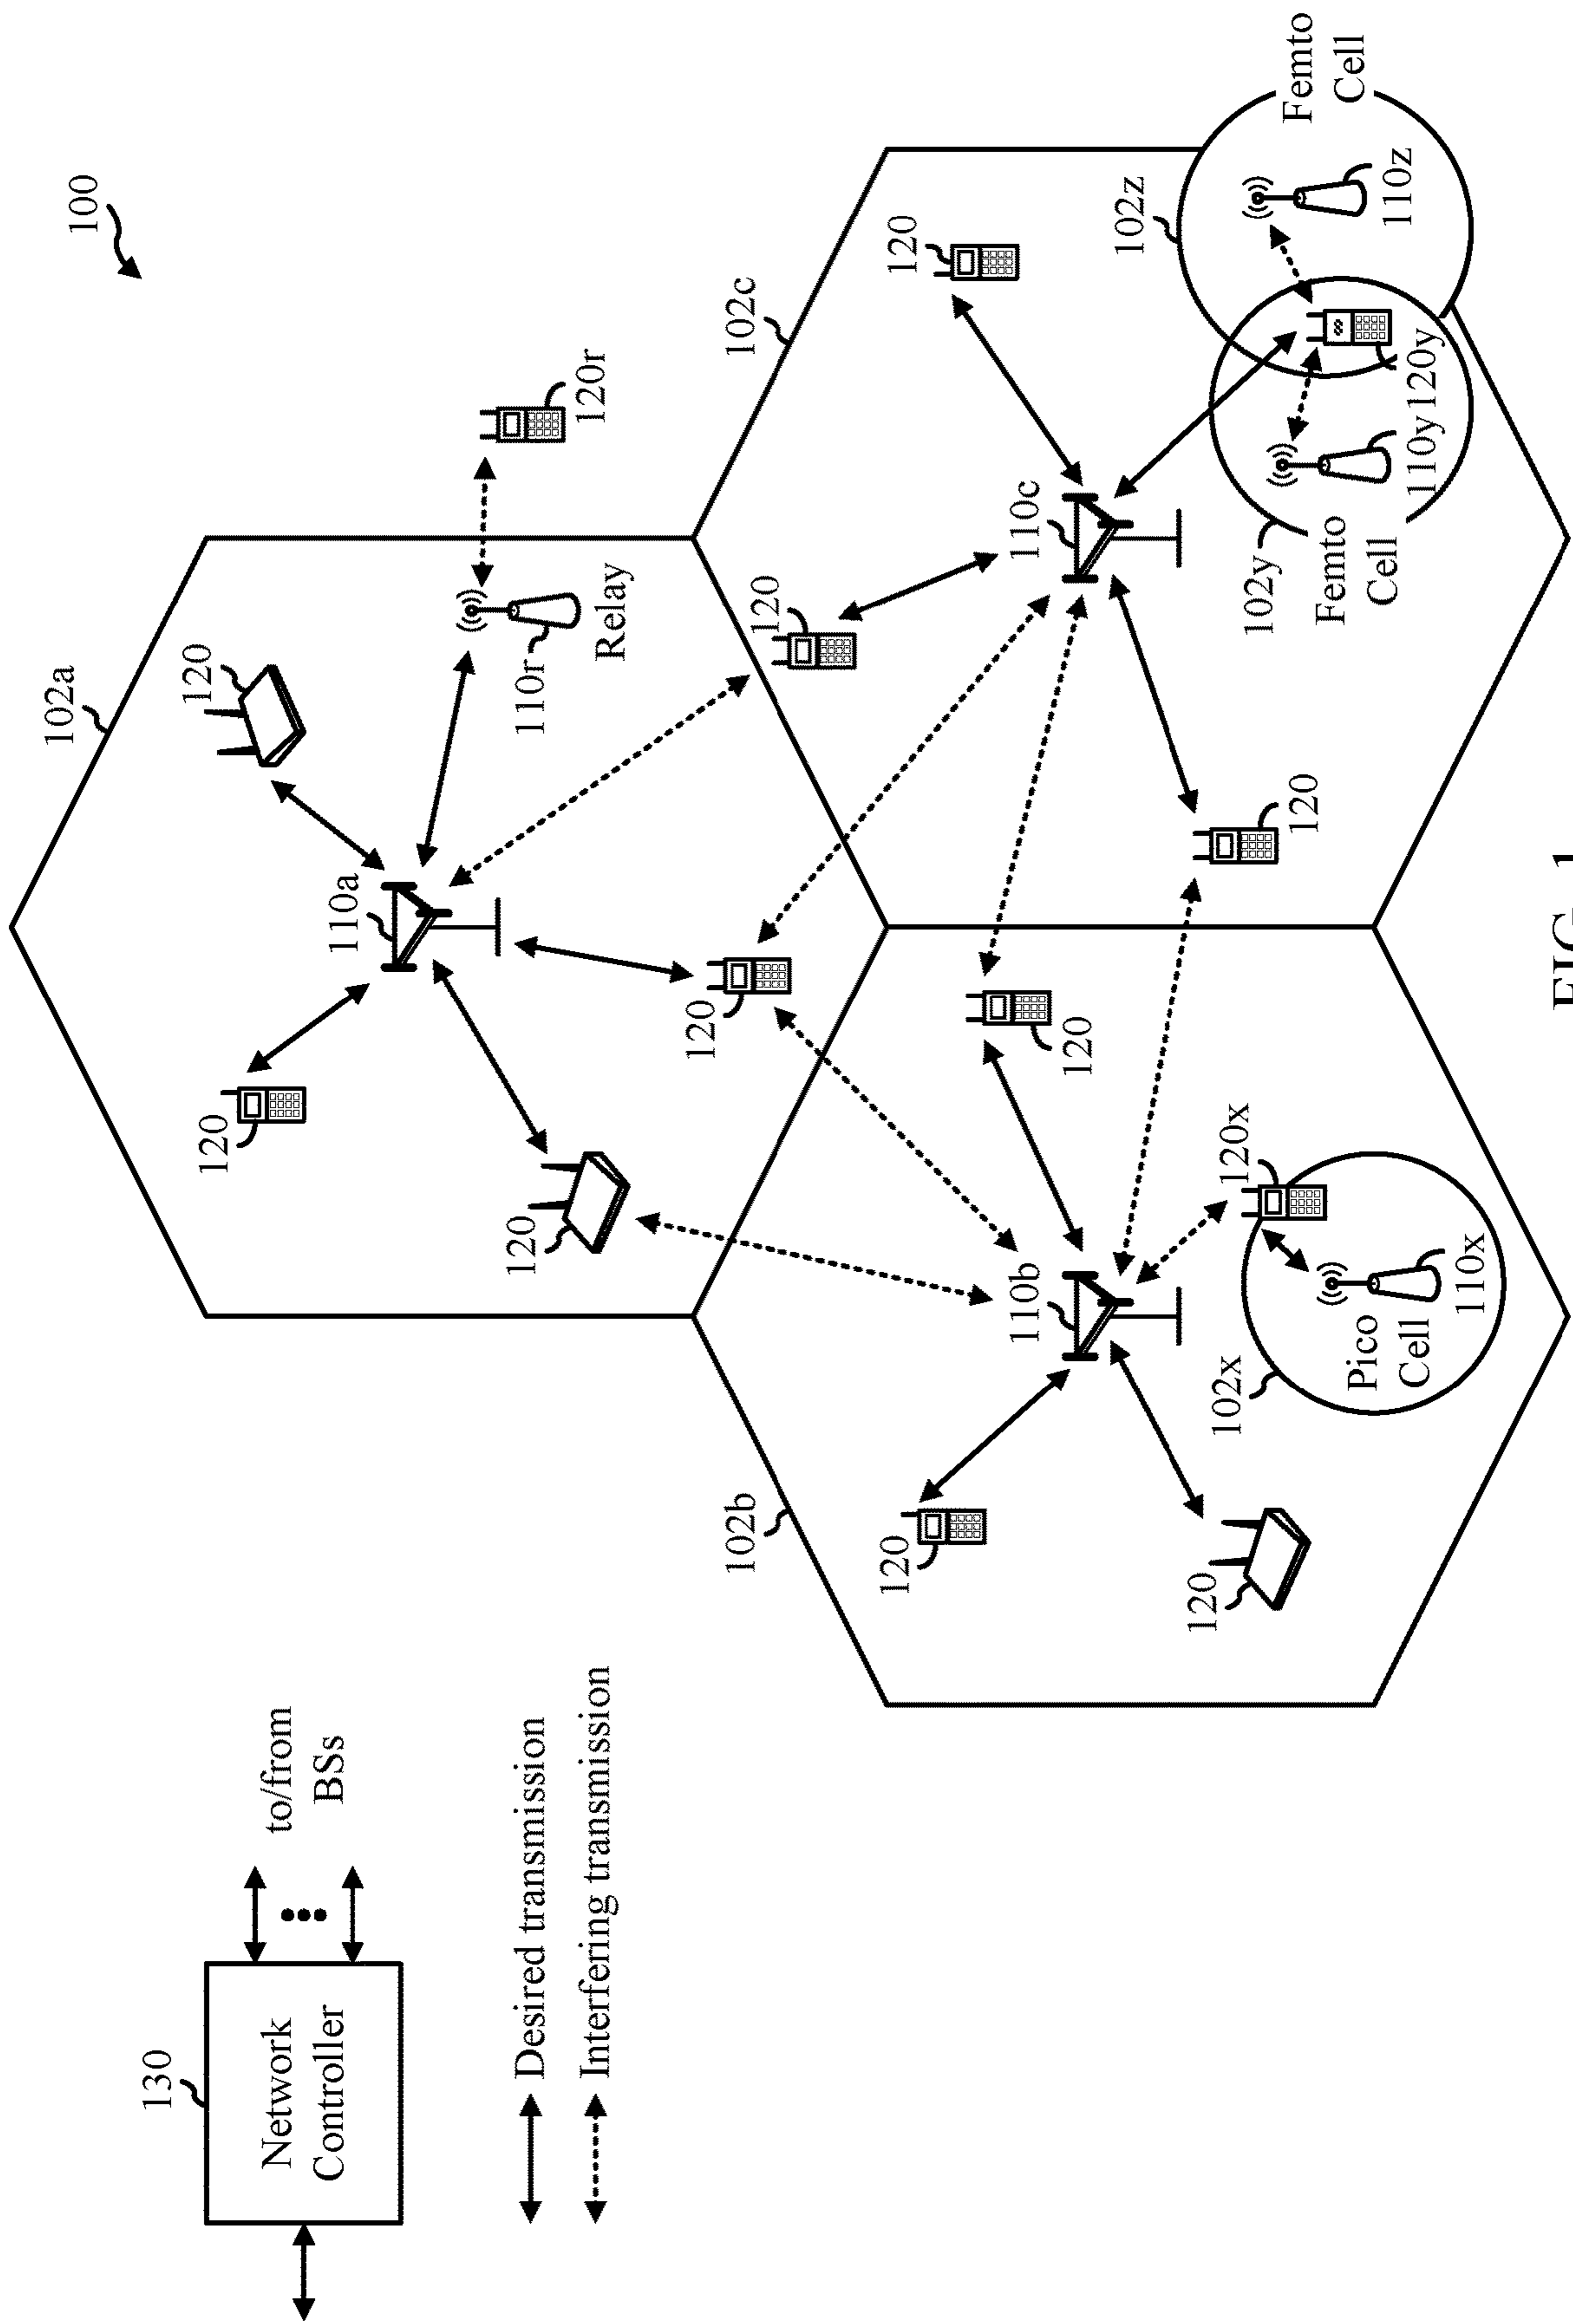 130
Network
Controller
to/from
BSs
Desired transmission
Interfering transmission
100
102a
120
120
110a
120
110r
Relay
120r
120
120
102b
120
120
110b
120
120
102x
Pico
Cell
110x
120x
102c
120
120
110c
120
102y
Femto
Cell
110y
120y
102z
110z
Femto
Cell
FIG. 1